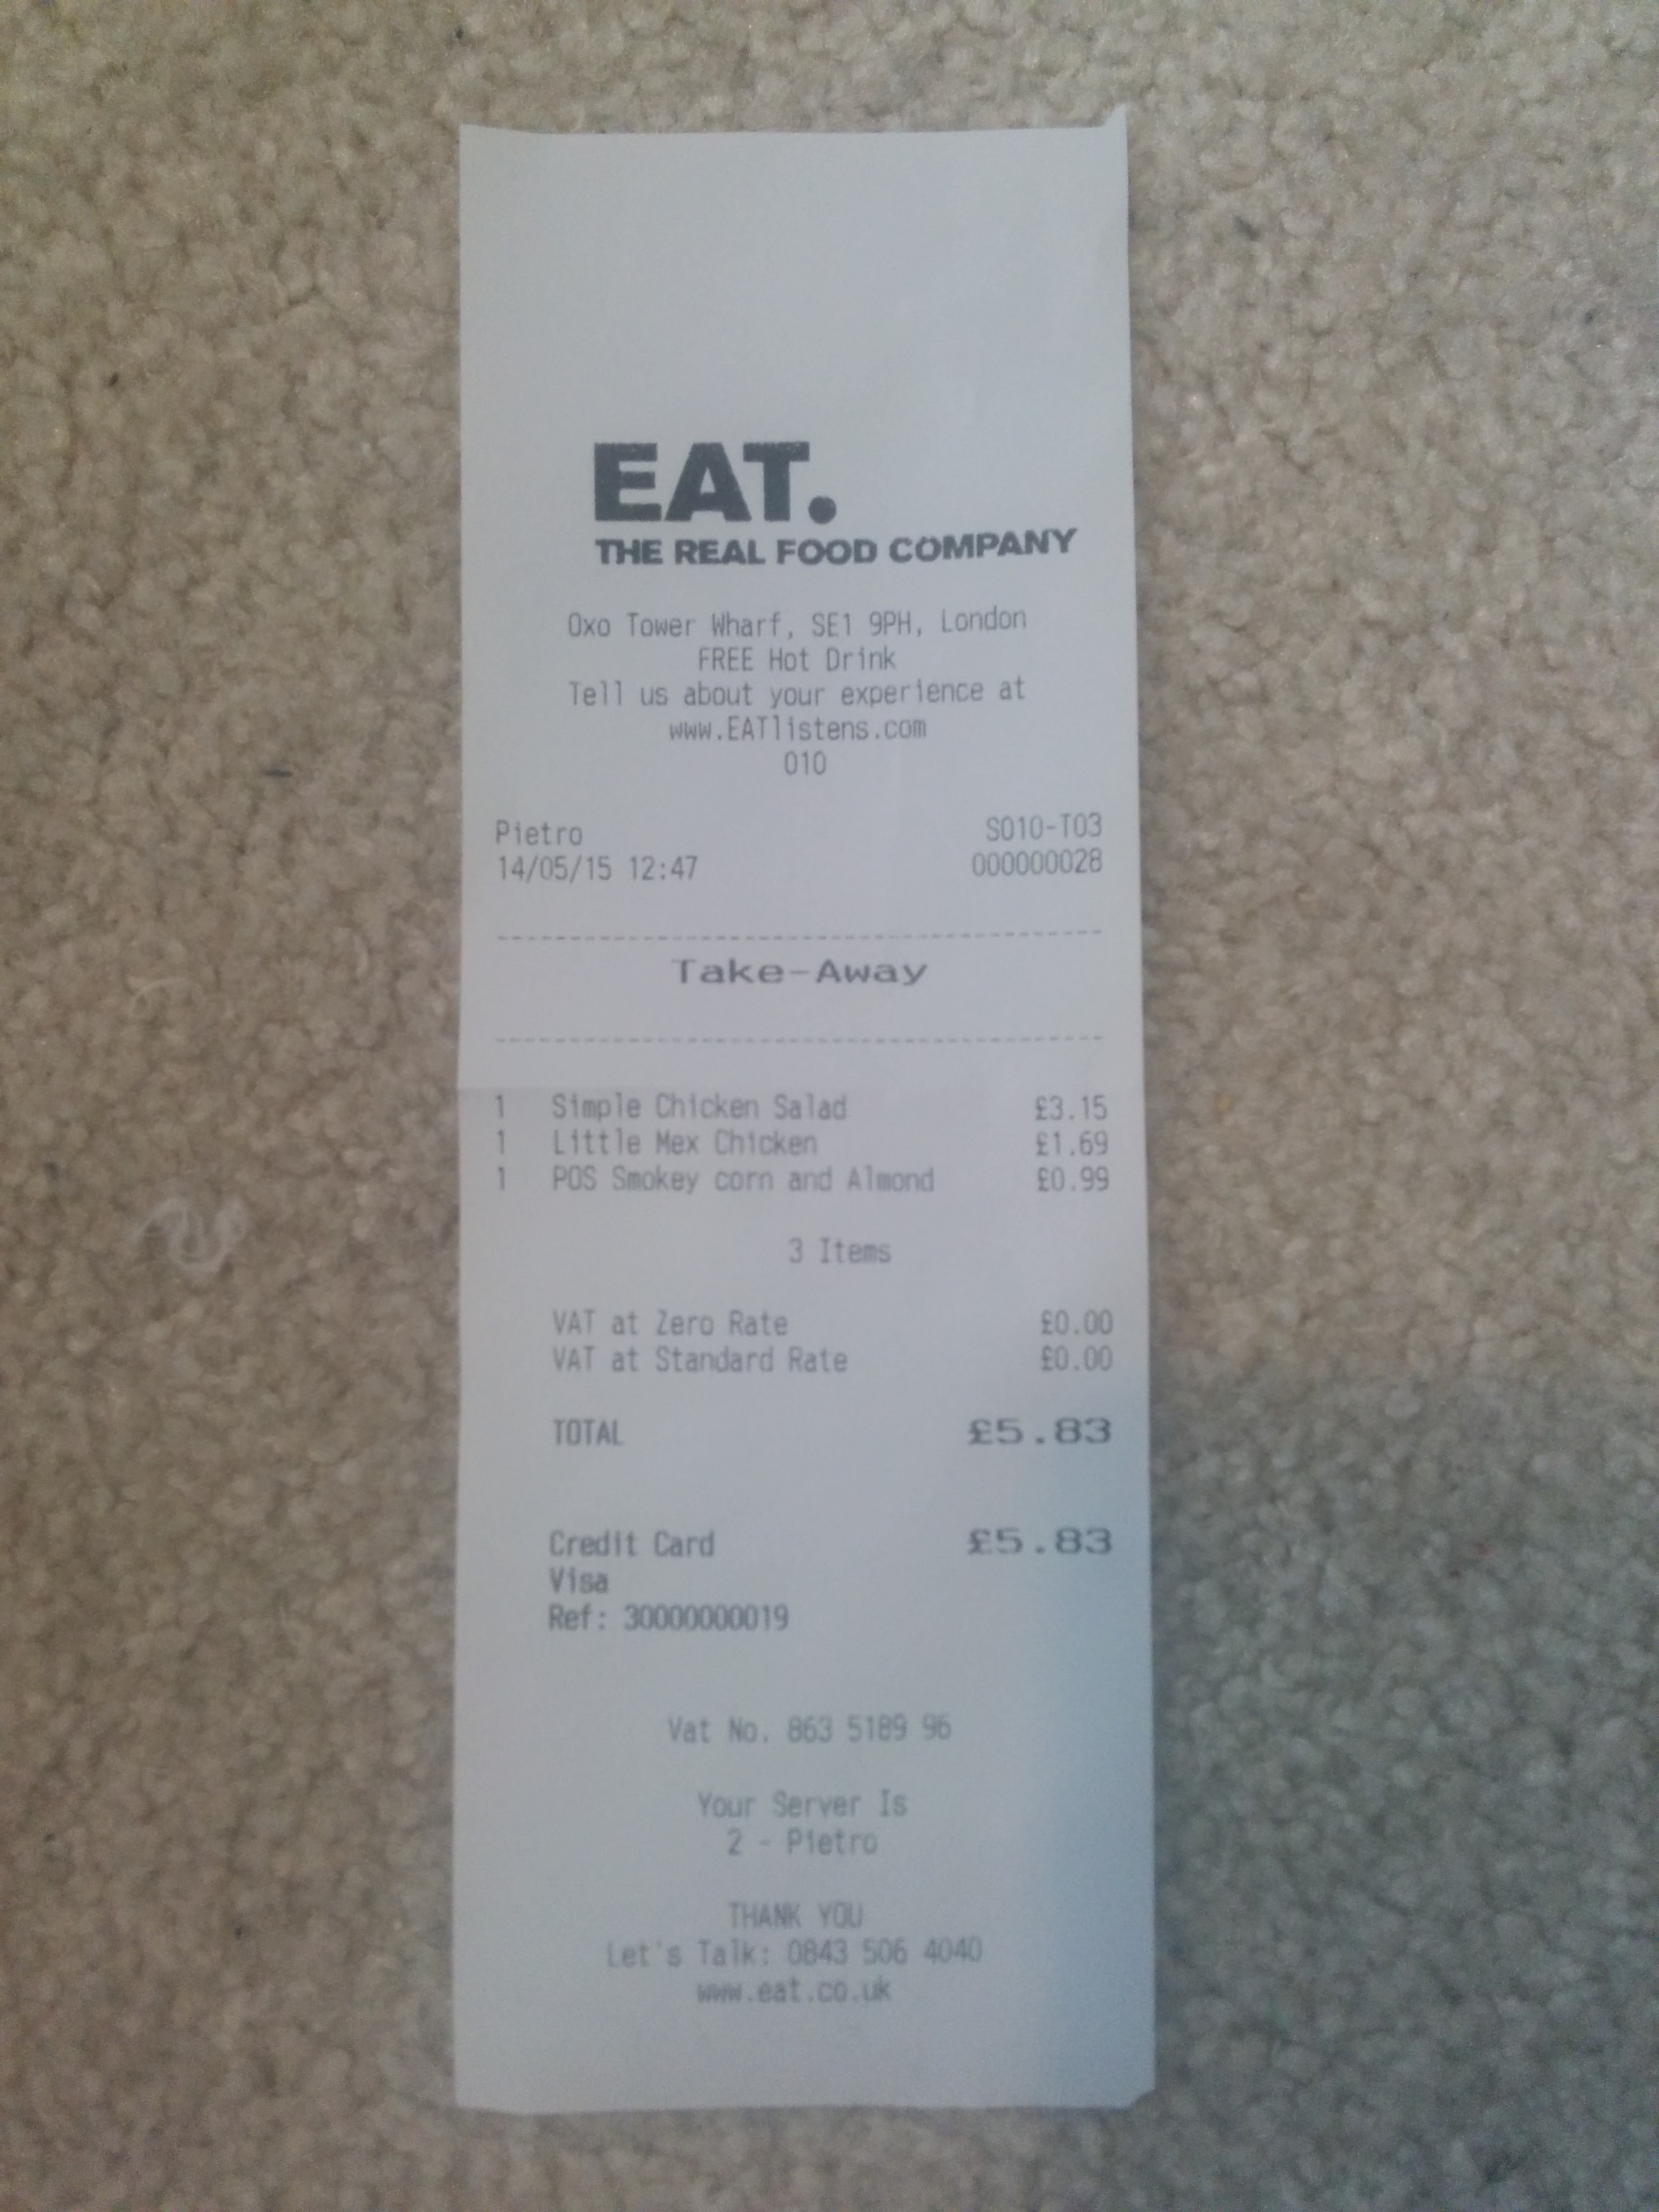 EAT.
THE REAL FOOD COMPANY
Oxo Tower Wharf, SE1 9PH, London
FREE Hot Drink
Tell us about your experience at
www.EATlistens.com
010
Pietro S010-T03
14/05/15 12:47 000000028
Take-Away
1 Simple Chicken Salad £3.15
1 Little Mex Chicken £1.69
1 POS Smokey corn and Almond £0.99
3 Items
VAT at Zero Rate £0.00
VAT at Standard Rate £0.00
TOTAL £5.83
Credit Card £5.83
Visa
Ref: 30000000019
Vat No. 863 5189 96
Your Server Is
2 - Pietro
THANK YOU
Let's Talk: 0843 506 4040
www.eat.co.uk